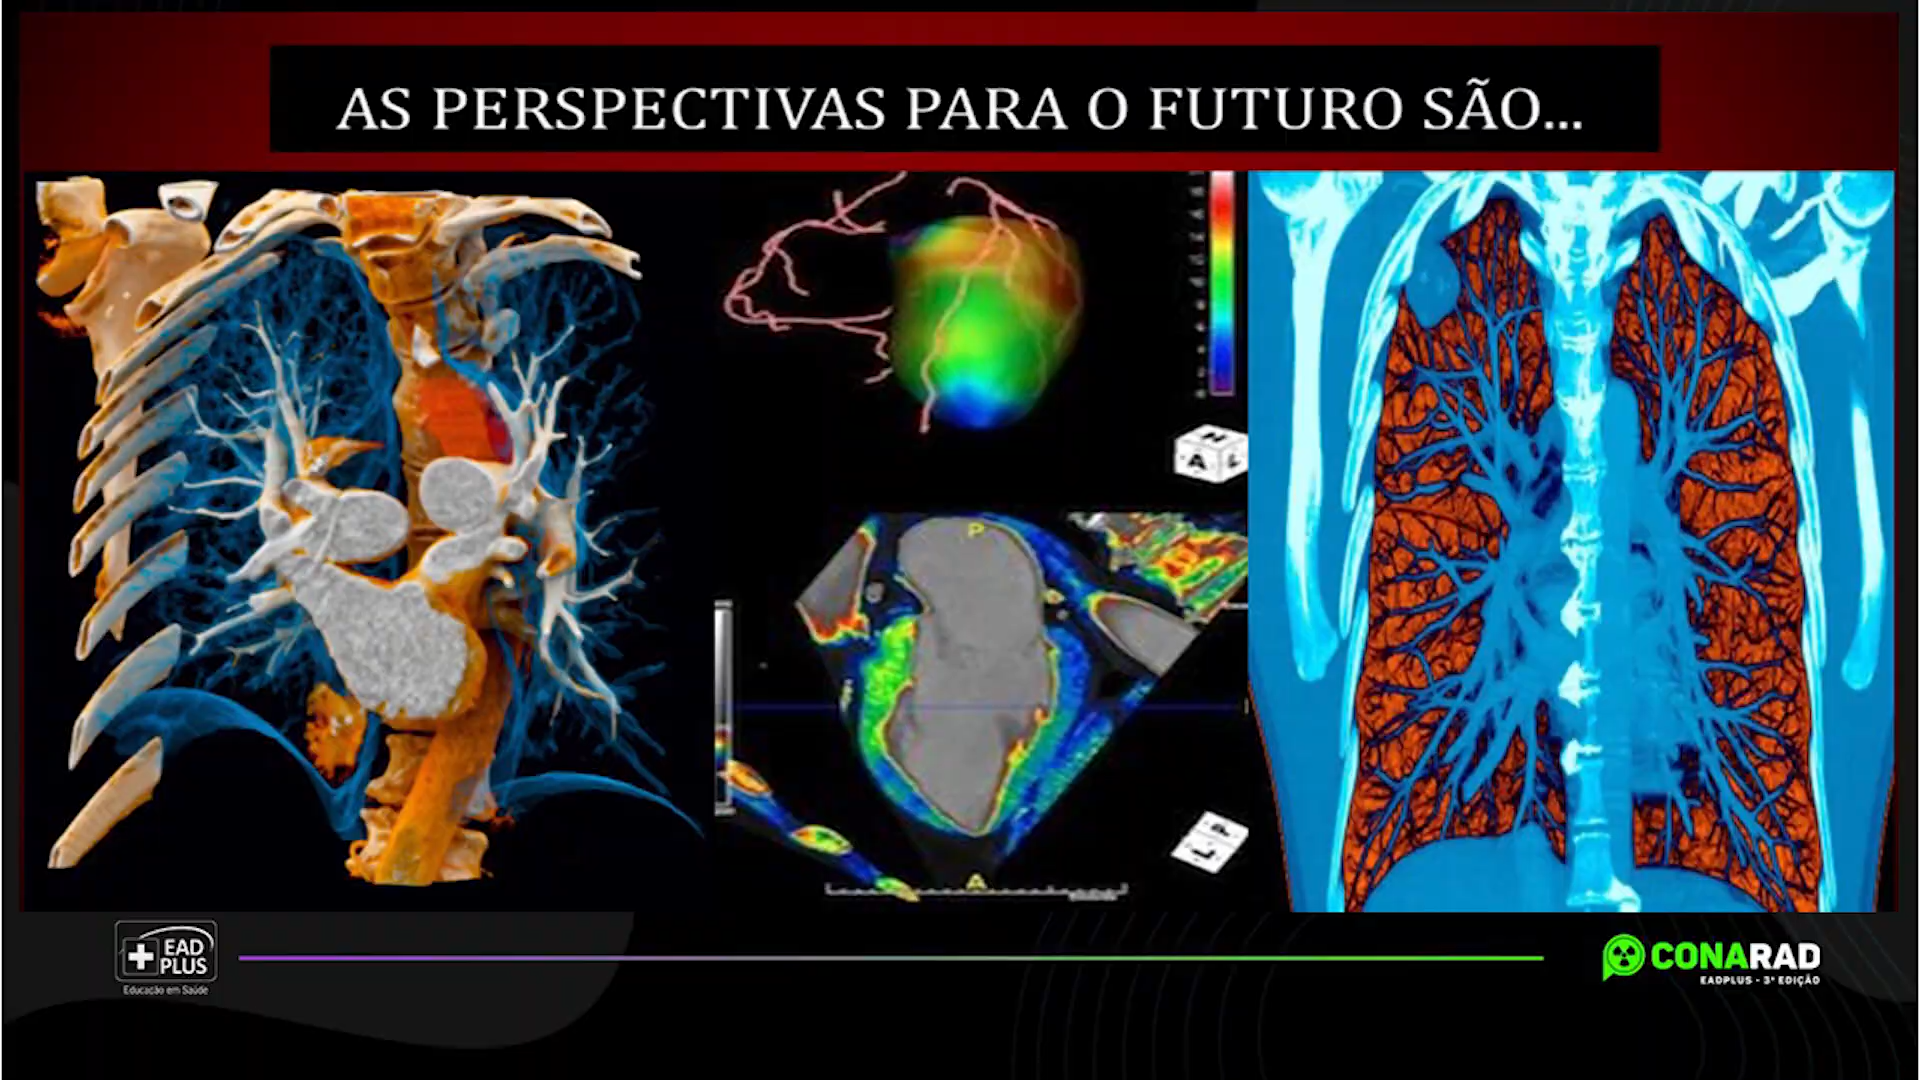 AS PERSPECTIVAS PARA O FUTURO SÃO...
H
A
L
P
A
EAD
PLUS
Educação em Saúde
CONARAD
EADPLUS - 3ª EDIÇÃO